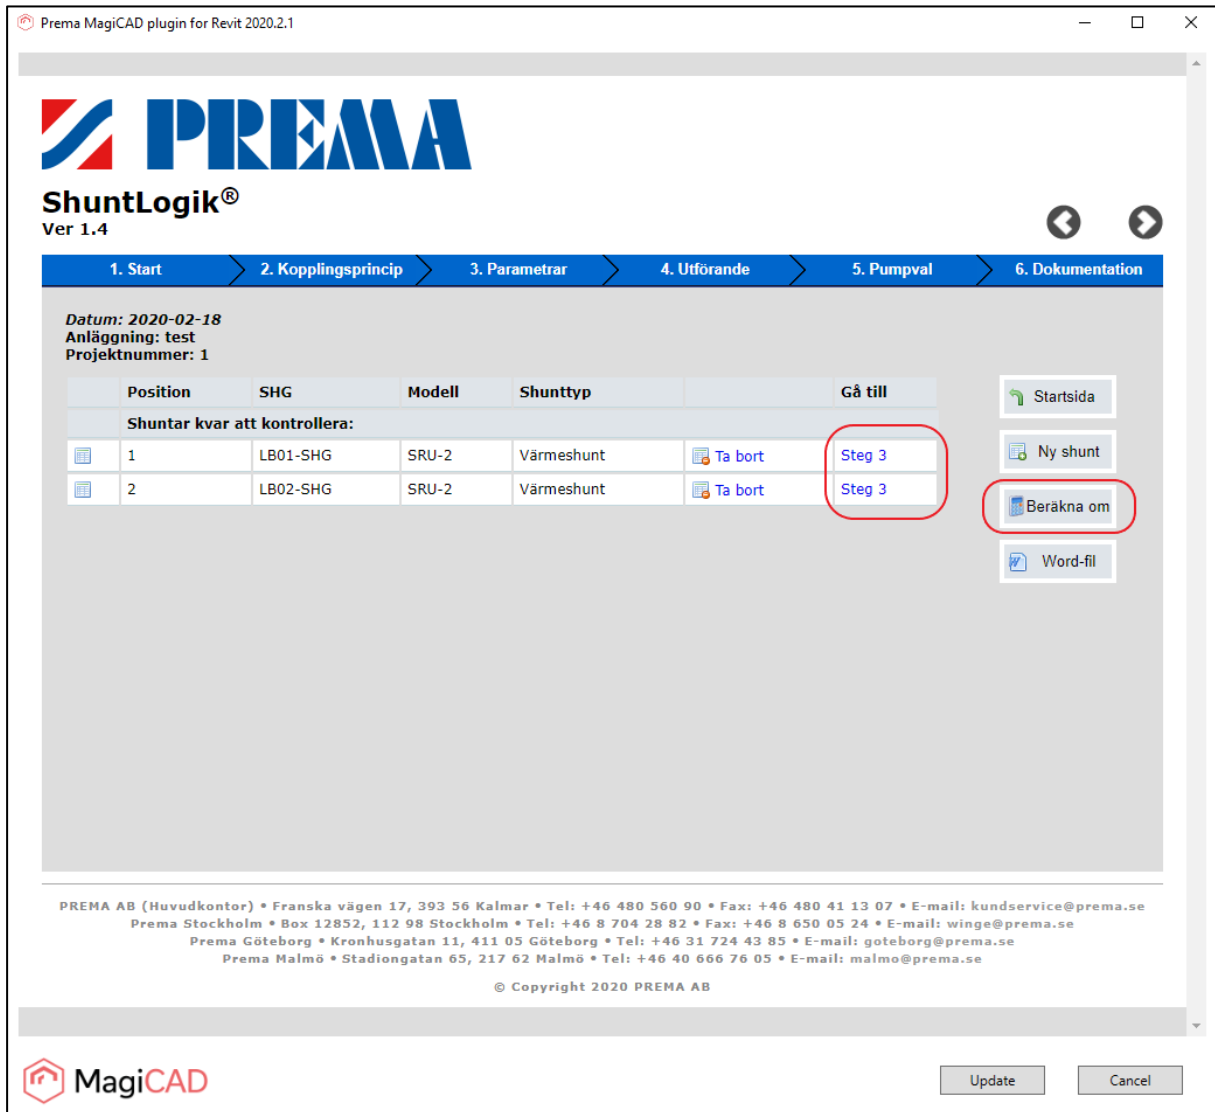 Prema MagiCAD plugin for Revit 2020.2.1
PREMA
ShuntLogik®
Ver 1.4
1. Start 2. Kopplingsprincip 3. Parametrar 4. Utförande 5. Pumpval 6. Dokumentation
Datum: 2020-02-18
Anläggning: test
Projektnummer: 1
Position SHG Modell Shunttyp Gå till
Shuntar kvar att kontrollera:
1 LB01-SHG SRU-2 Värmeshunt Ta bort Steg 3
2 LB02-SHG SRU-2 Värmeshunt Ta bort Steg 3
Startsida
Ny shunt
Beräkna om
Word-fil
PREMA AB (Huvudkontor) • Franska vägen 17, 393 56 Kalmar • Tel: +46 480 560 90 • Fax: +46 480 41 13 07 • E-mail: kundservice@prema.se
Prema Stockholm • Box 12852, 112 98 Stockholm • Tel: +46 8 704 28 82 • Fax: +46 8 650 05 24 • E-mail: winge@prema.se
Prema Göteborg • Kronhusgatan 11, 411 05 Göteborg • Tel: +46 31 724 43 85 • E-mail: goteborg@prema.se
Prema Malmö • Stadiongatan 65, 217 62 Malmö • Tel: +46 40 666 76 05 • E-mail: malmo@prema.se
© Copyright 2020 PREMA AB
MagiCAD
Update Cancel